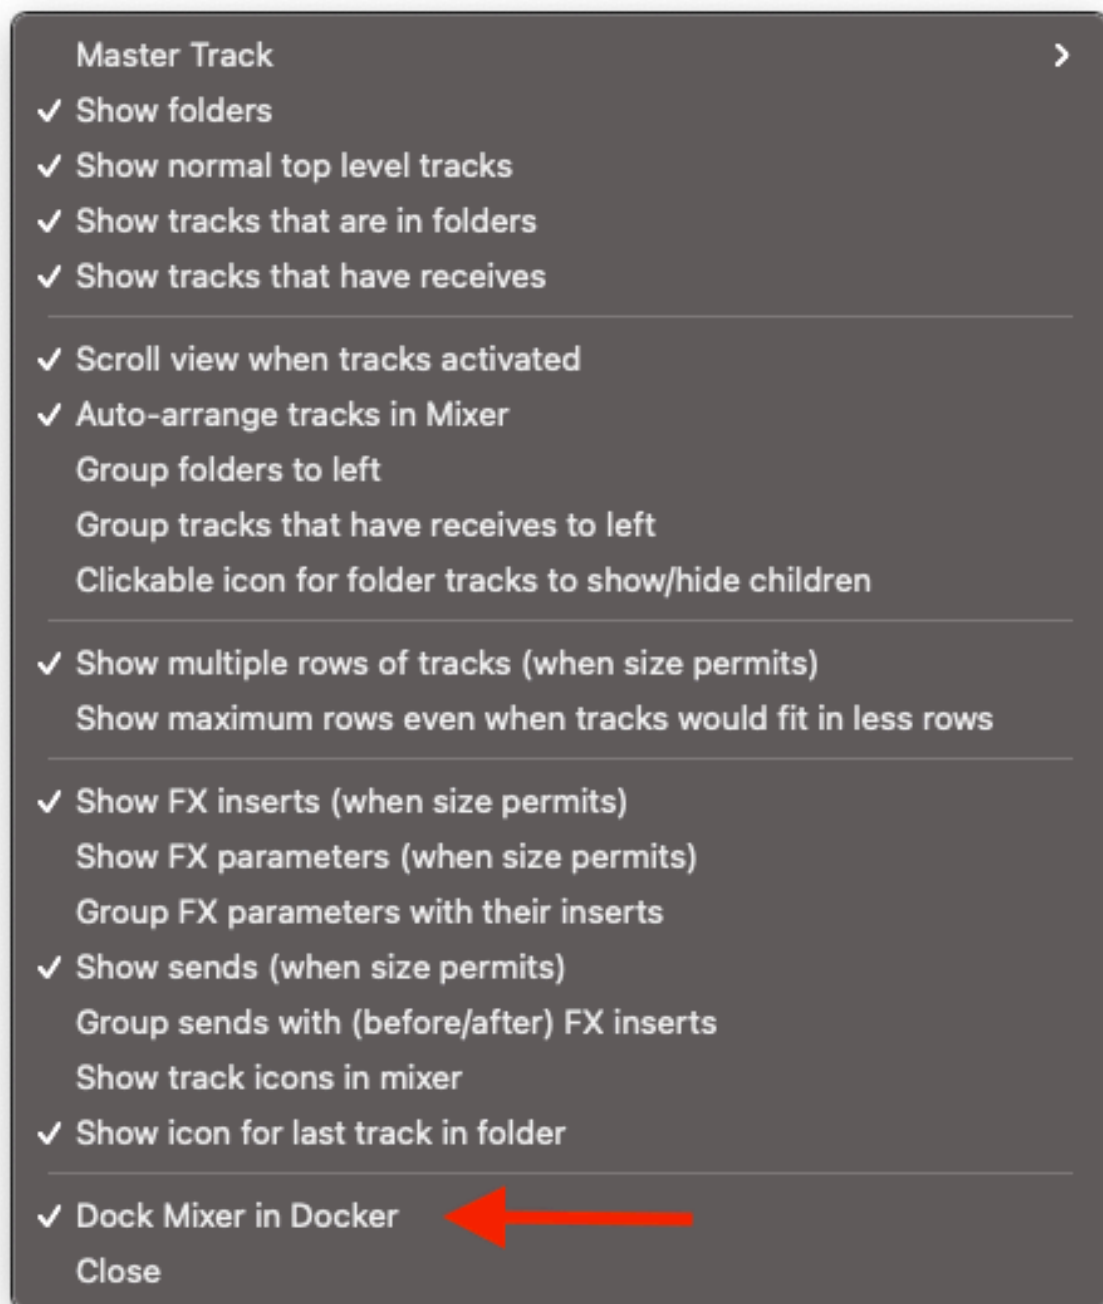 Master Track
Show folders
Show normal top level tracks
Show tracks that are in folders
Show tracks that have receives
Scroll view when tracks activated
Auto-arrange tracks in Mixer
Group folders to left
Group tracks that have receives to left
Clickable icon for folder tracks to show/hide children
Show multiple rows of tracks (when size permits)
Show maximum rows even when tracks would fit in less rows
Show FX inserts (when size permits)
Show FX parameters (when size permits)
Group FX parameters with their inserts
Show sends (when size permits)
Group sends with (before/after) FX inserts
Show track icons in mixer
Show icon for last track in folder
Dock Mixer in Docker
Close